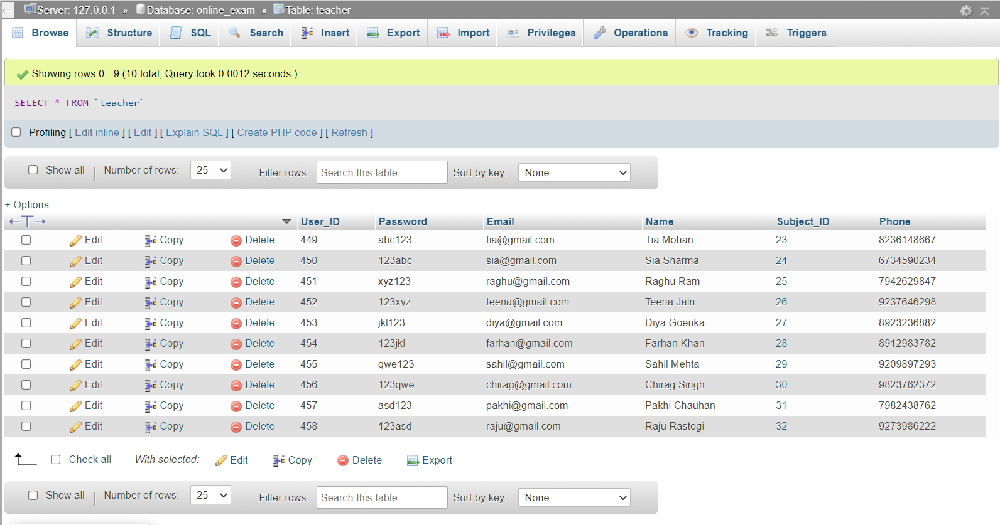 Server: 127.0.0.1 » Database: online_exam » Table: teacher
Browse Structure SQL Search Insert Export Import Privileges Operations Tracking Triggers
Showing rows 0 - 9 (10 total, Query took 0.0012 seconds.)
SELECT * FROM `teacher`
Profiling [ Edit inline ] [ Edit ] [ Explain SQL ] [ Create PHP code ] [ Refresh ]
Show all | Number of rows: 25 Filter rows: Search this table Sort by key: None
+ Options
←T→ User_ID Password Email Name Subject_ID Phone
Edit Copy Delete 449 abc123 tia@gmail.com Tia Mohan 23 8236148667
Edit Copy Delete 450 123abc sia@gmail.com Sia Sharma 24 6734590234
Edit Copy Delete 451 xyz123 raghu@gmail.com Raghu Ram 25 7942629847
Edit Copy Delete 452 123xyz teena@gmail.com Teena Jain 26 9237646298
Edit Copy Delete 453 jkl123 diya@gmail.com Diya Goenka 27 8923236882
Edit Copy Delete 454 123jkl farhan@gmail.com Farhan Khan 28 8912983782
Edit Copy Delete 455 qwe123 sahil@gmail.com Sahil Mehta 29 9209897293
Edit Copy Delete 456 123qwe chirag@gmail.com Chirag Singh 30 9823762372
Edit Copy Delete 457 asd123 pakhi@gmail.com Pakhi Chauhan 31 7982438762
Edit Copy Delete 458 123asd raju@gmail.com Raju Rastogi 32 9273986222
Check all With selected: Edit Copy Delete Export
Show all | Number of rows: 25 Filter rows: Search this table Sort by key: None